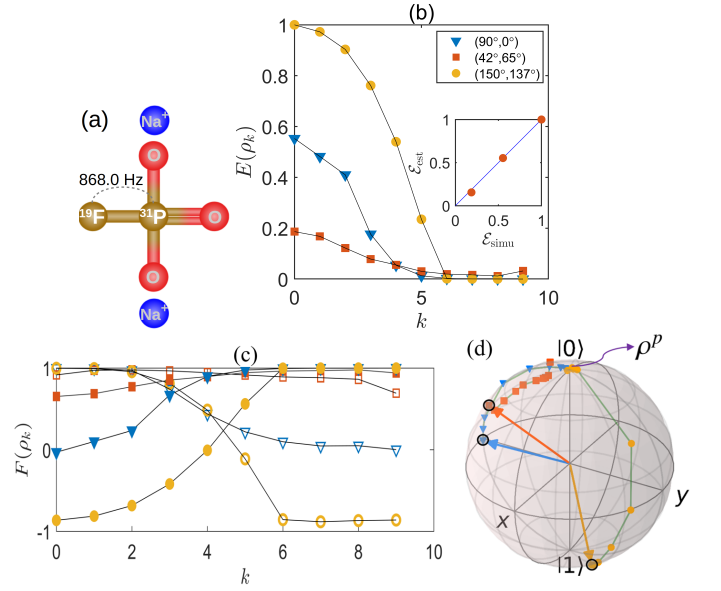 (a)
Na+
O
868.0 Hz
19F
31P
O
O
Na+
(b)
1
0.8
0.6
0.4
0.2
0
E(ρk)
0
5
10
k
(90°,0°)
(42°,65°)
(150°,137°)
1
0.5
0
ℰest
0
0.5
1
ℰsimu
(c)
1
0
-1
F(ρk)
0
2
4
6
8
10
k
(d)
|0⟩
ρp
x
y
|1⟩